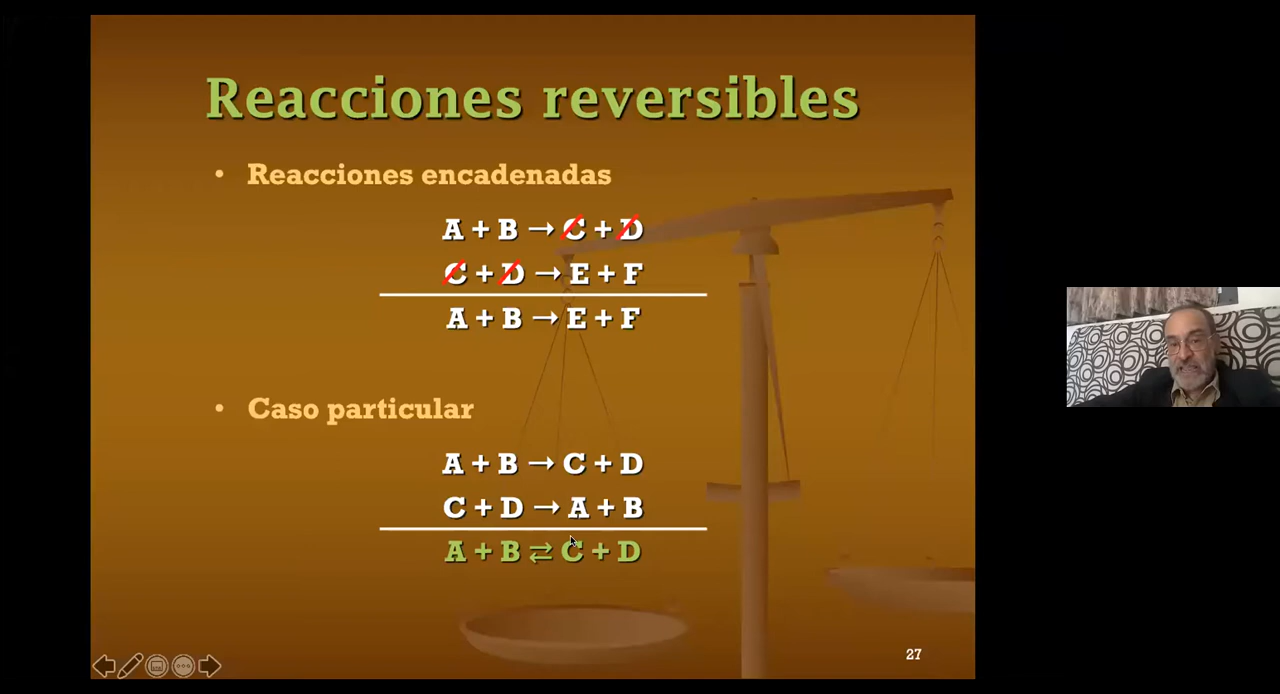 Reacciones reversibles
• Reacciones encadenadas
A + B → C + D
C + D → E + F
A + B → E + F
• Caso particular
A + B → C + D
C + D → A + B
A + B ⇄ C + D
27